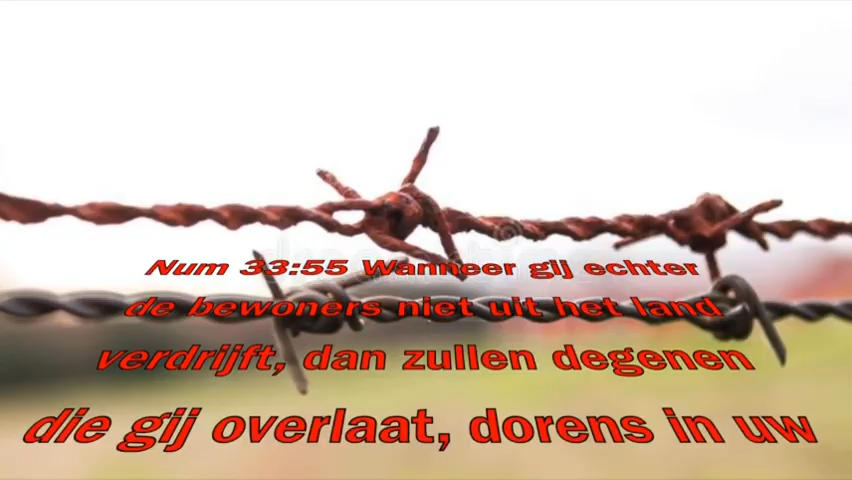 Num 33:55 Wanneer gij echter
de bewoners niet uit het land
verdrijft, dan zullen degenen
die gij overlaat, dorens in uw